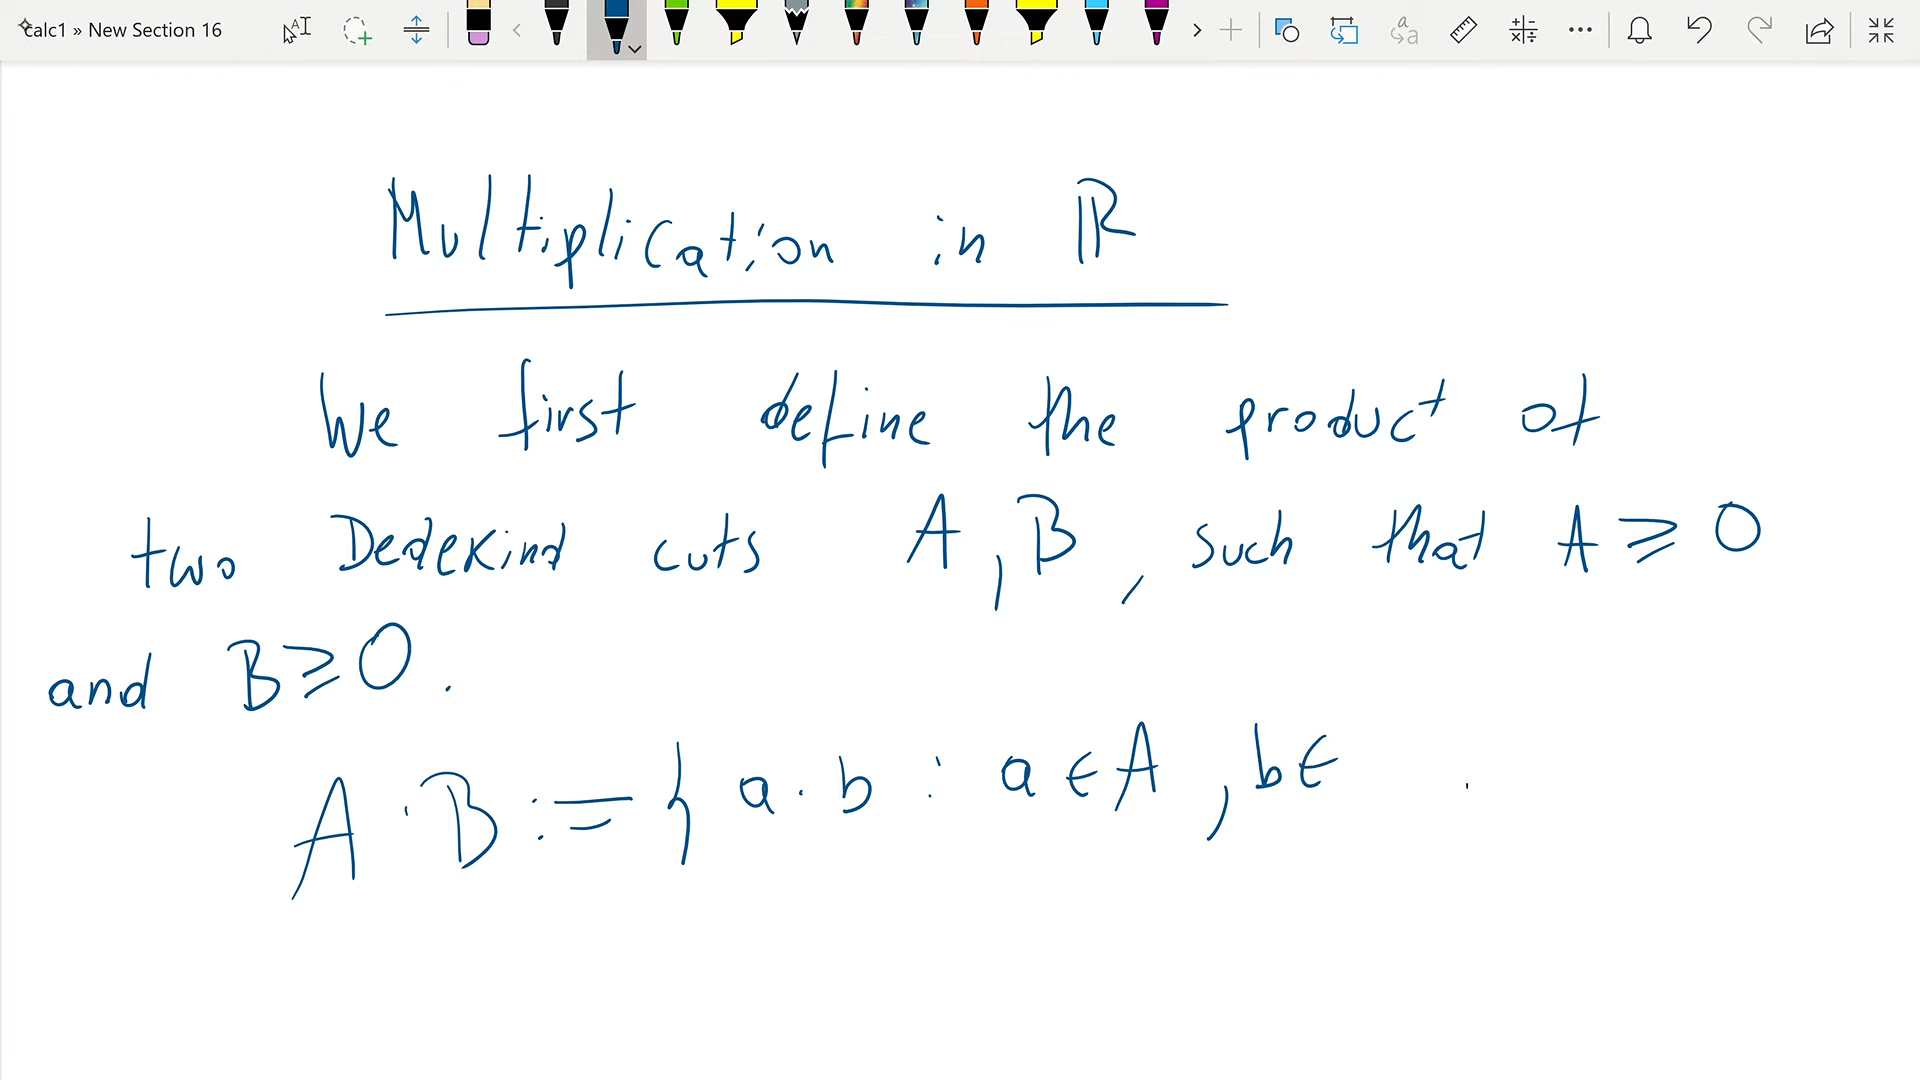 calc1 » New Section 16
Multiplication in ℝ
We first define the product of
two Dedekind cuts A, B, such that A ≥ 0
and B ≥ 0.
A · B := { a · b : a ∈ A, b ∈